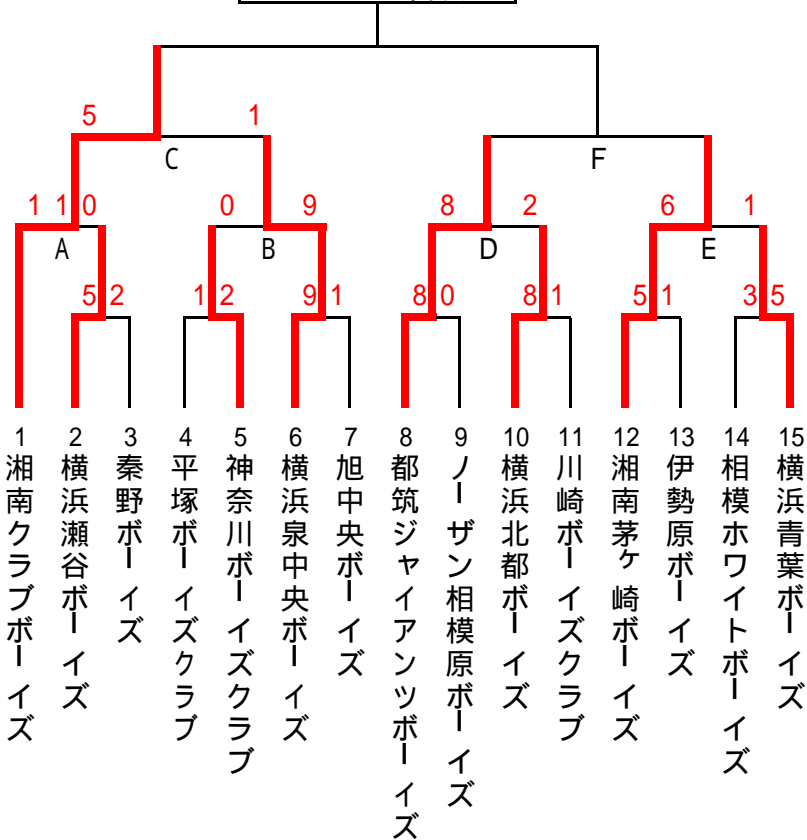 5 1
C F
11 0 0 9 8 2 6 1
A B D E
5 2 1 2 9 1 8 0 8 1 5 1 3 5
1 2 3 4 5 6 7 8 9 10 11 12 13 14 15
湘南クラブボーイズ
横浜瀬谷ボーイズ
秦野ボーイズ
平塚ボーイズクラブ
神奈川ボーイズクラブ
横浜泉中央ボーイズ
旭中央ボーイズ
都筑ジャイアンツボーイズ
ノーザン相模原ボーイズ
横浜北都ボーイズ
川崎ボーイズクラブ
湘南茅ケ崎ボーイズ
伊勢原ボーイズ
相模ホワイトボーイズ
横浜青葉ボーイズ